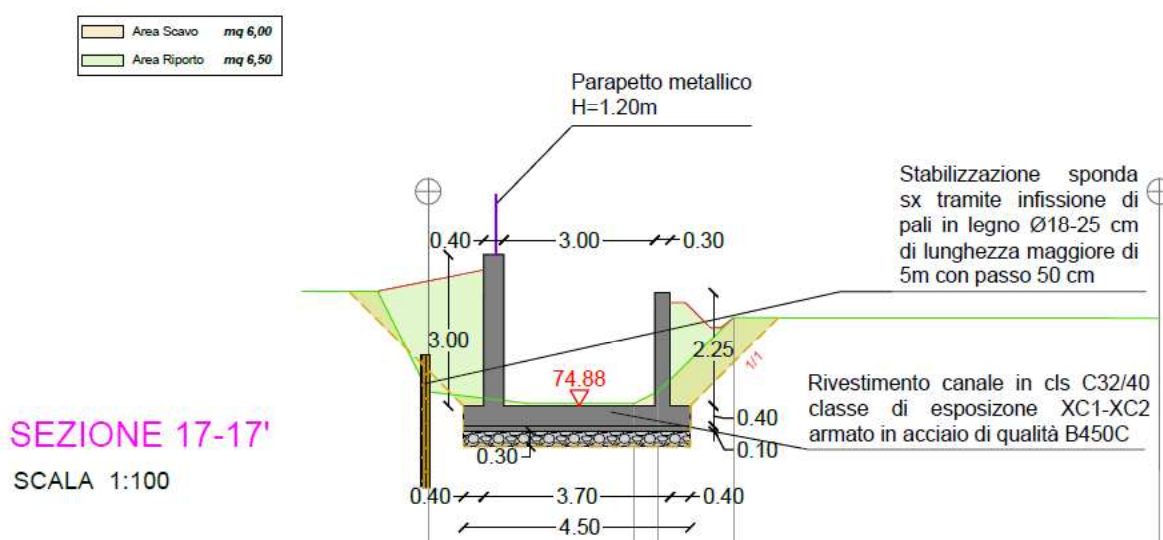 Area Scavo mq 6,00
Area Riporto mq 6,50
Parapetto metallico
H=1.20m
Stabilizzazione sponda
sx tramite infissione di
pali in legno Ø18-25 cm
di lunghezza maggiore di
5m con passo 50 cm
0.40 3.00 0.30
3.00
2.25
1/1
74.88
Rivestimento canale in cls C32/40
classe di esposizone XC1-XC2
armato in acciaio di qualità B450C
0.40
0.10
0.30
SEZIONE 17-17'
SCALA 1:100
0.40 3.70 0.40
4.50